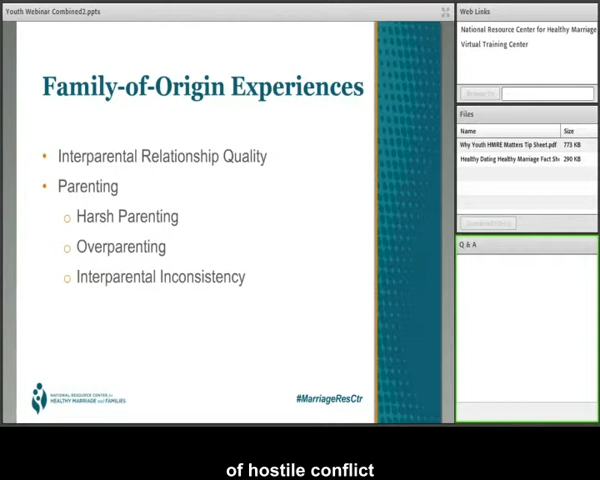 Youth Webinar Combined2.ppts
Family-of-Origin Experiences
• Interparental Relationship Quality
• Parenting
o Harsh Parenting
o Overparenting
o Interparental Inconsistency
NATIONAL RESOURCE CENTER for
HEALTHY MARRIAGE and FAMILIES
#MarriageResCtr
Web Links
National Resource Center for Healthy Marriage
Virtual Training Center
Browse To
Files
Name Size
Why Youth HMRE Matters Tip Sheet.pdf 773 KB
Healthy Dating Healthy Marriage Fact She 290 KB
Q & A
of hostile conflict